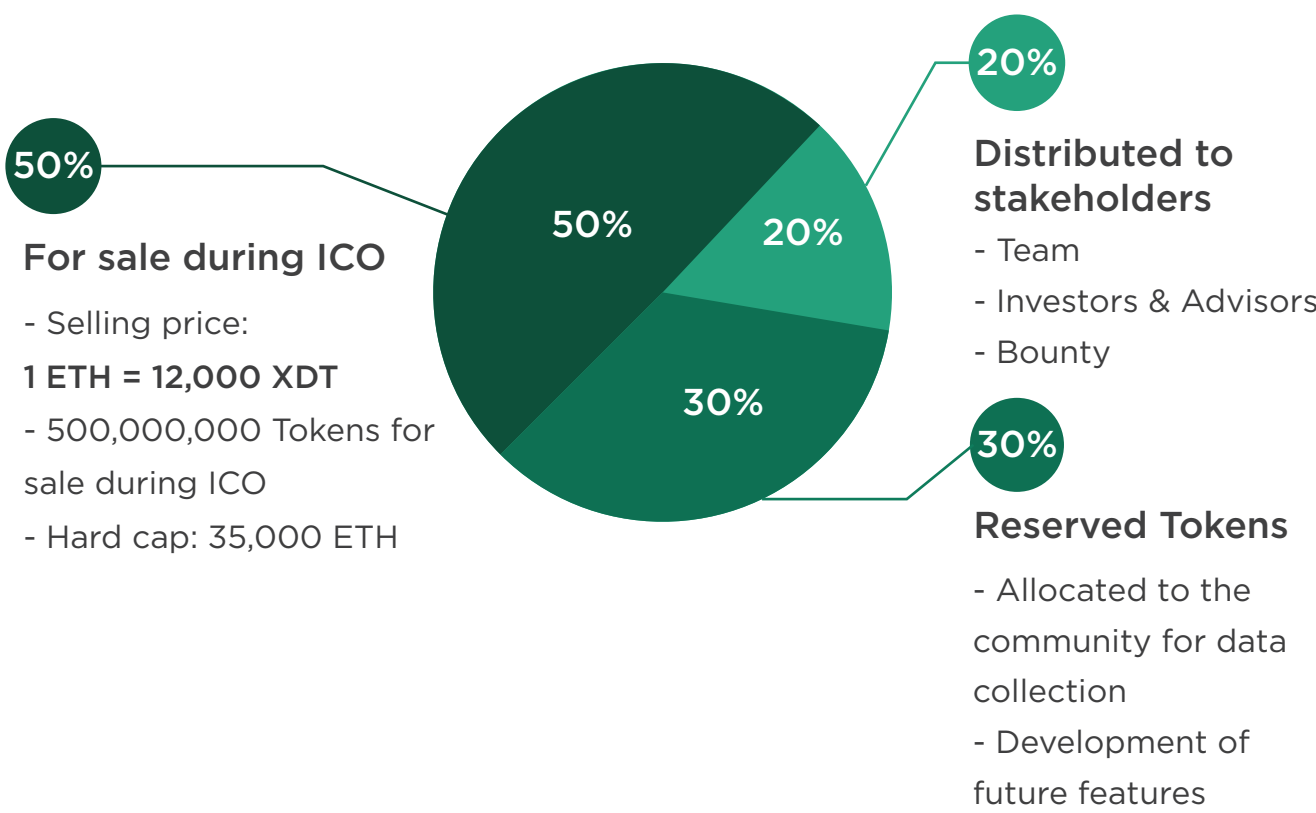 50%
For sale during ICO
- Selling price:
1 ETH = 12,000 XDT
- 500,000,000 Tokens for
sale during ICO
- Hard cap: 35,000 ETH
50%
20%
30%
20%
Distributed to
stakeholders
- Team
- Investors & Advisors
- Bounty
30%
Reserved Tokens
- Allocated to the
community for data
collection
- Development of
future features